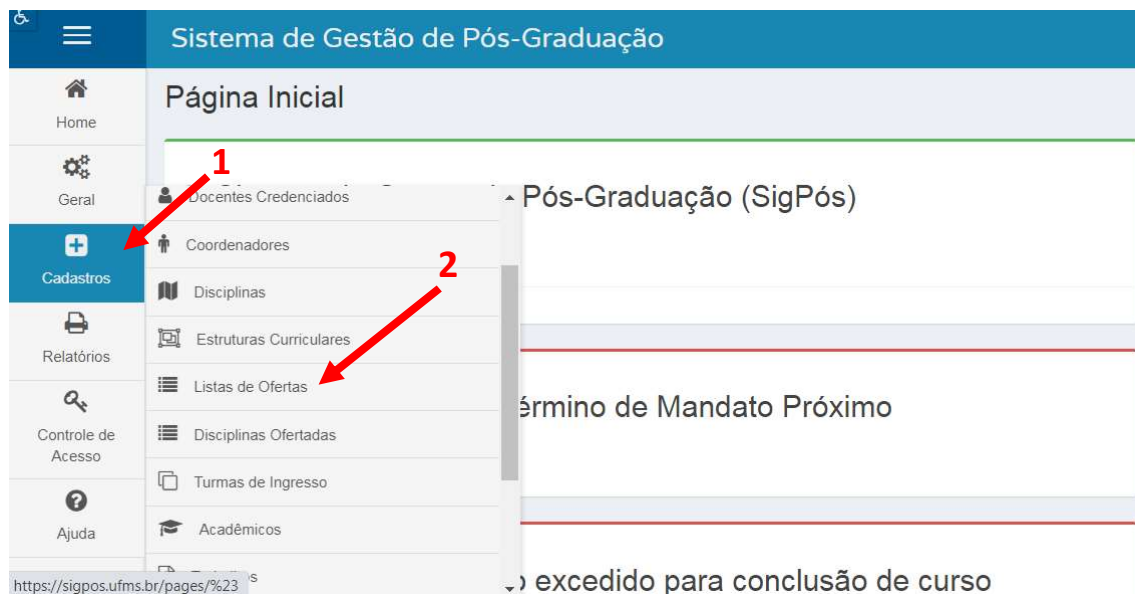 Sistema de Gestão de Pós-Graduação
Home
Geral
Cadastros
Relatórios
Controle de
Acesso
Ajuda
Página Inicial
1
Pós-Graduação (SigPós)
Docentes Credenciados
Coordenadores
2
Disciplinas
Estruturas Curriculares
Listas de Ofertas
Término de Mandato Próximo
Disciplinas Ofertadas
Turmas de Ingresso
Acadêmicos
excedido para conclusão de curso
https://sigpos.ufms.br/pages/%23